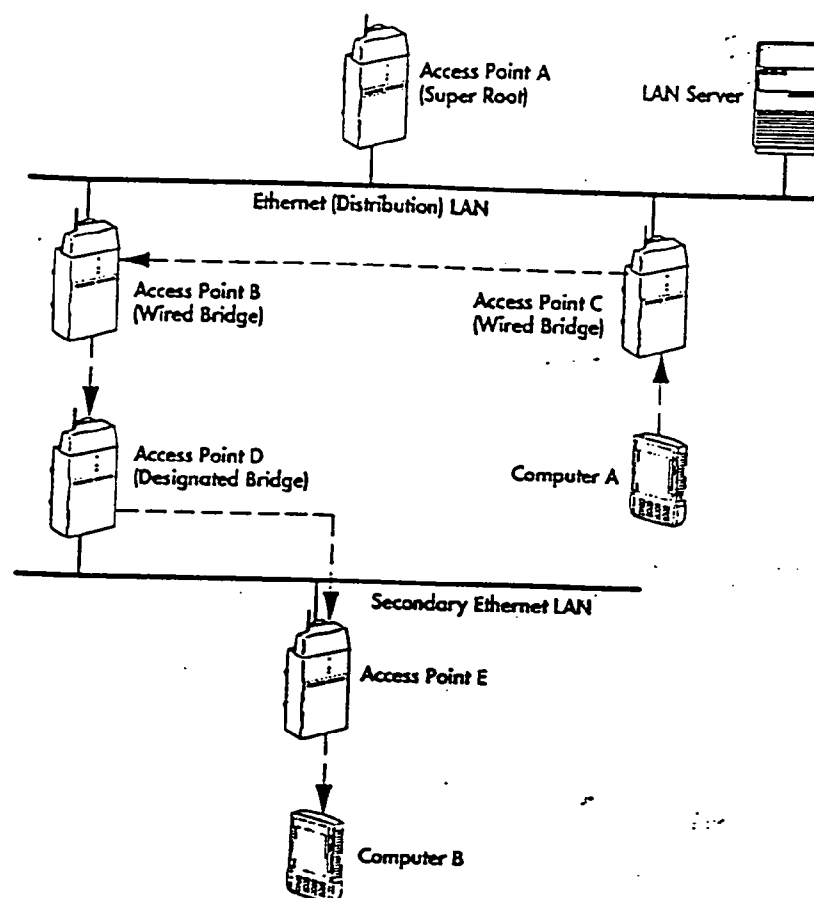 Access Point A
(Super Root)
LAN Server
Ethernet (Distribution) LAN
Access Point B
(Wired Bridge)
Access Point C
(Wired Bridge)
Access Point D
(Designated Bridge)
Computer A
Secondary Ethernet LAN
Access Point E
Computer B